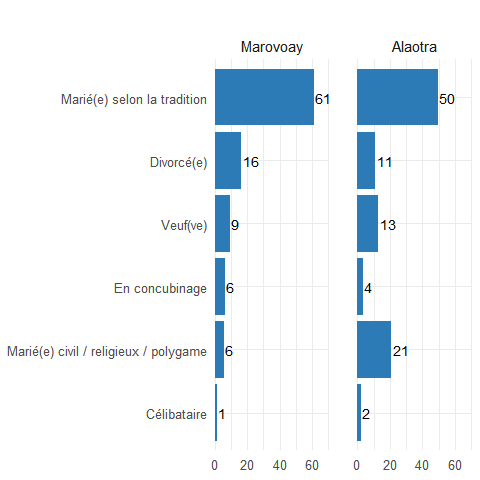 Marovoay Alaotra
Marié(e) selon la tradition 61 50
Divorcé(e) 16 11
Veuf(ve) 9 13
En concubinage 6 4
Marié(e) civil / religieux / polygame 6 21
Célibataire 1 2
0 20 40 60 0 20 40 60